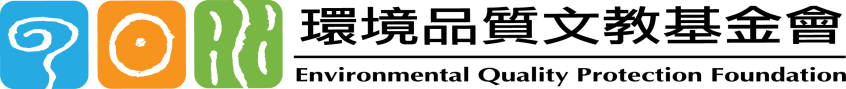 環境品質文教基金會
Environmental Quality Protection Foundation